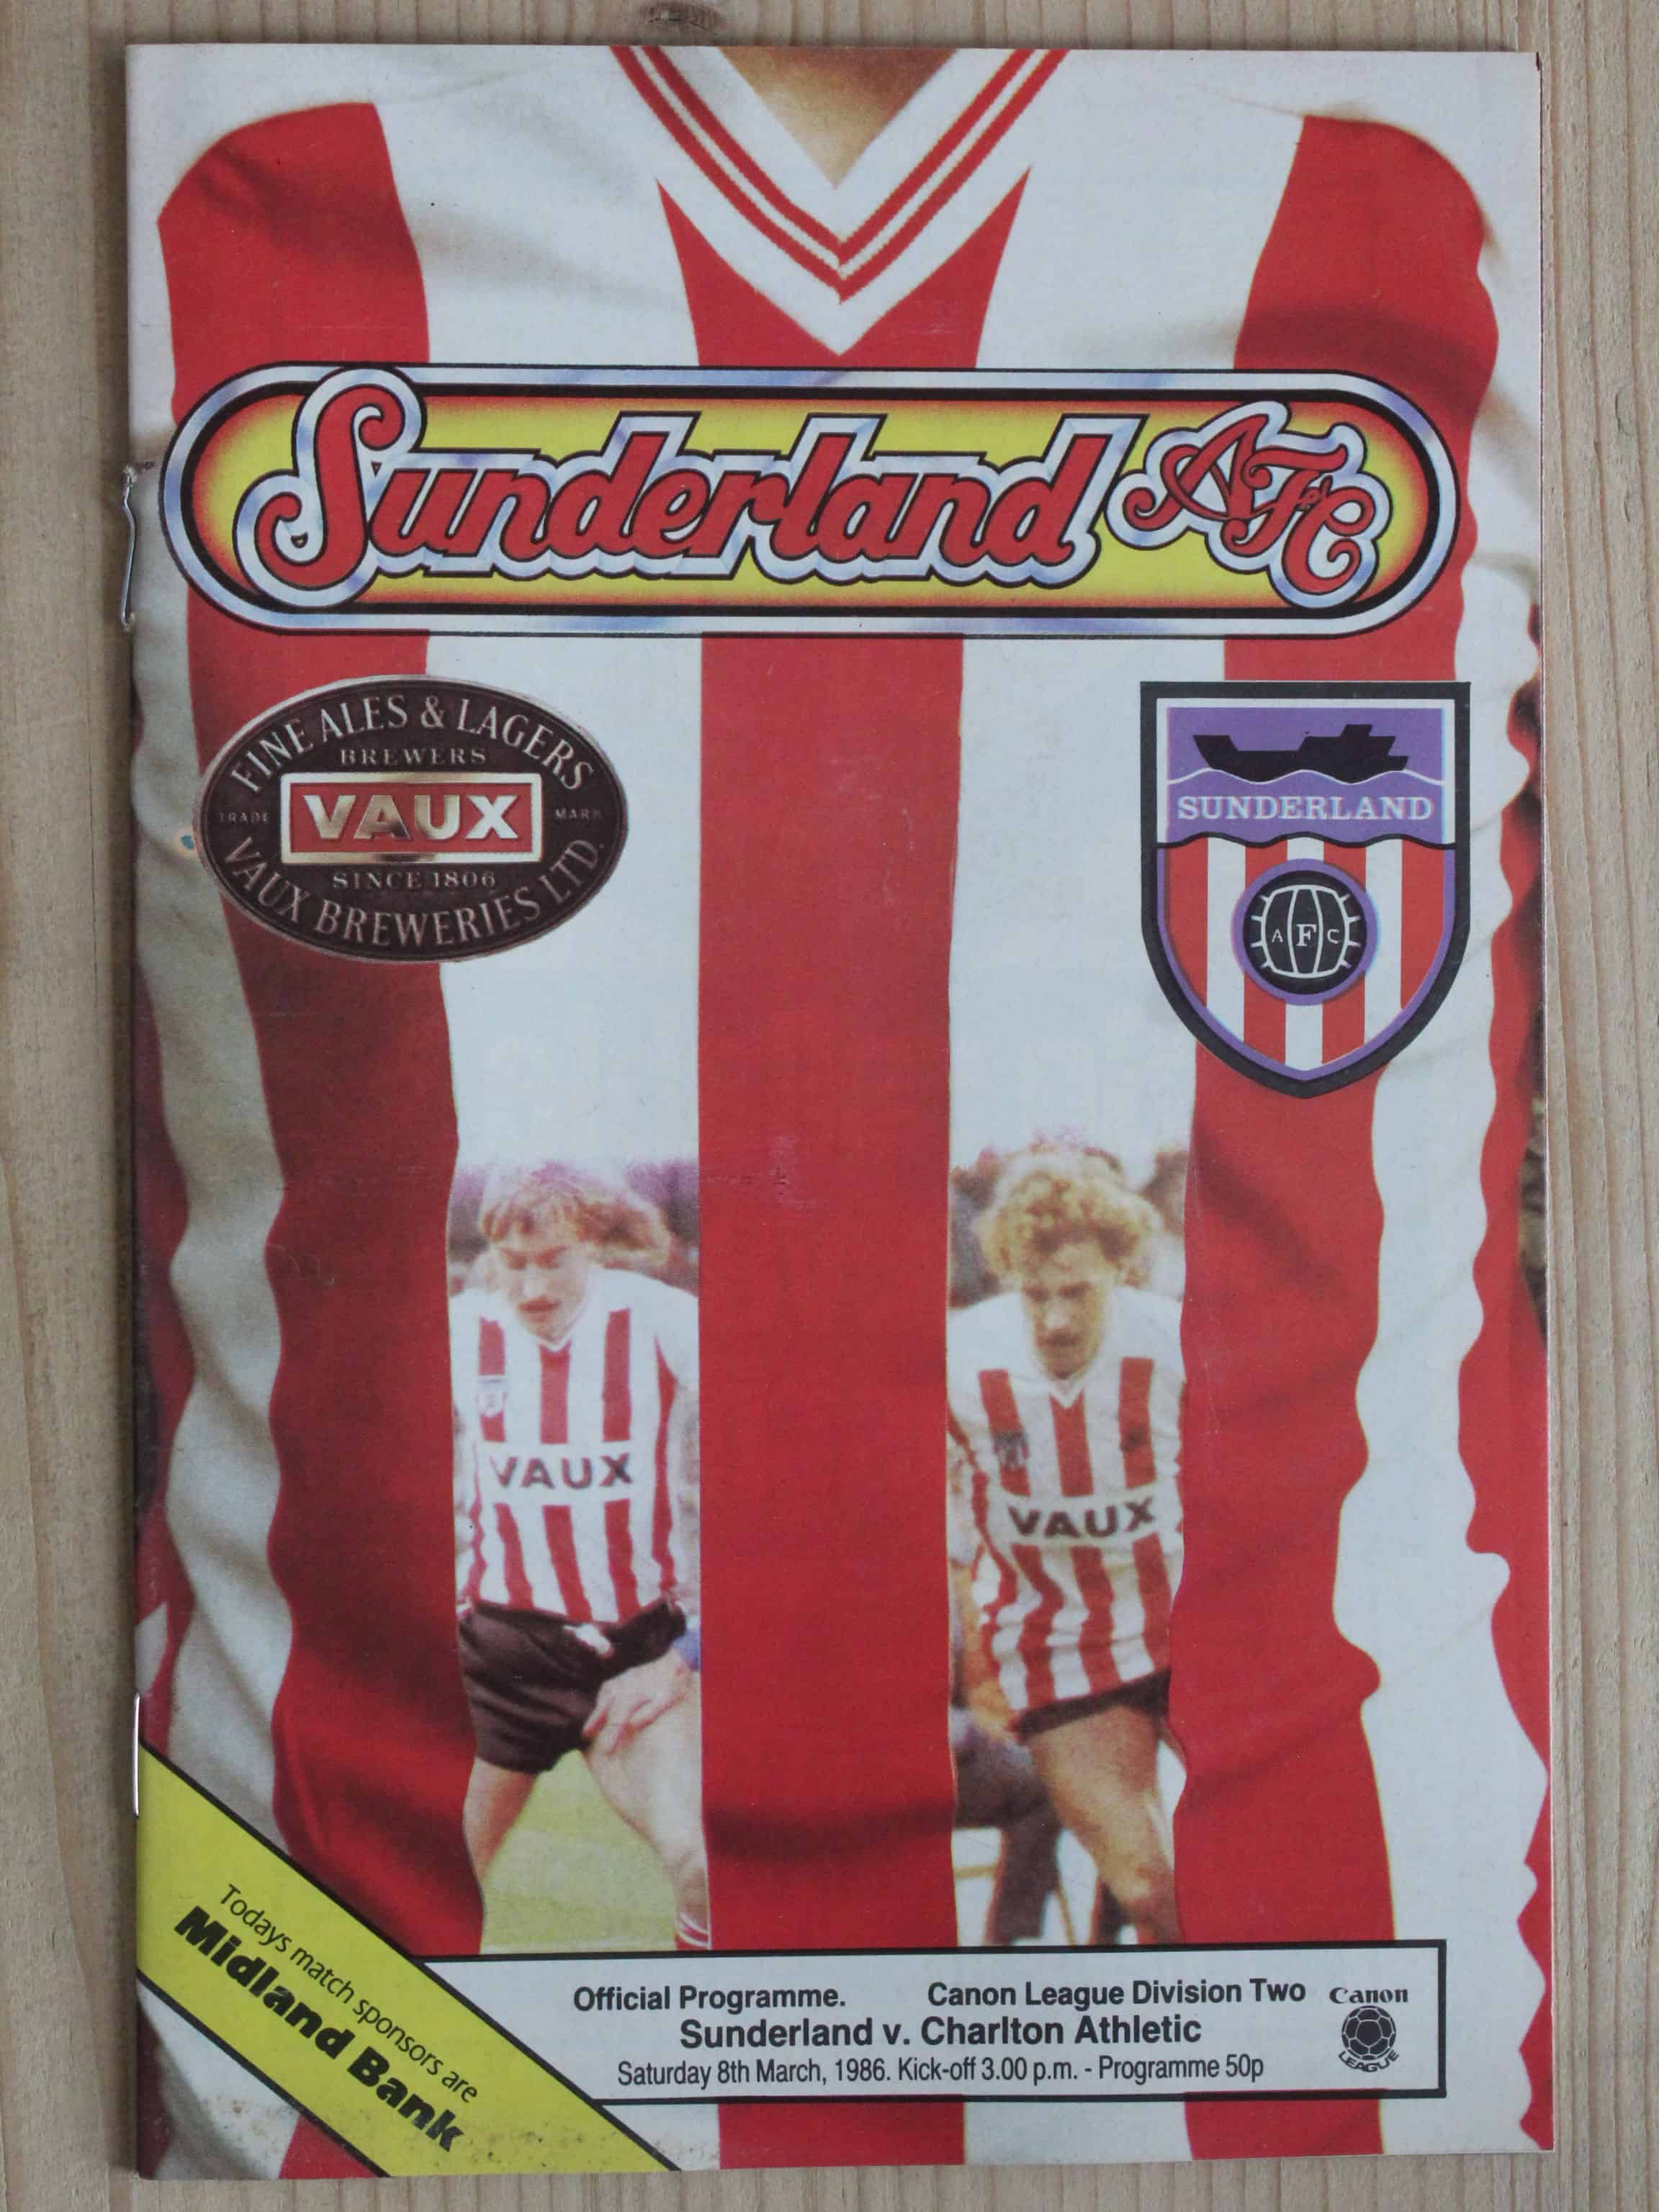 Sunderland AFC
FINE ALES & LAGERS
BREWERS
TRADE VAUX MARK
SINCE 1806
VAUX BREWERIES LTD.
SUNDERLAND
A F C
VAUX
VAUX
Todays match sponsors are
Midland Bank
Official Programme. Canon League Division Two
Sunderland v. Charlton Athletic
Saturday 8th March, 1986. Kick-off 3.00 p.m. - Programme 50p
Canon
LEAGUE